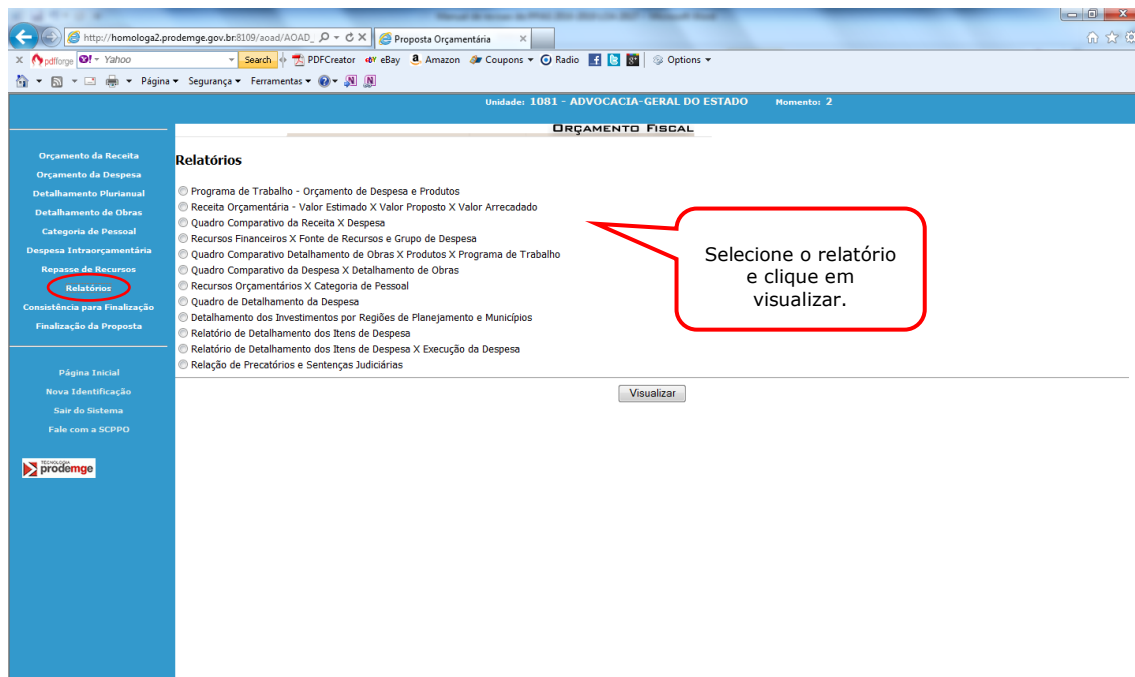 http://homologa2.prodemge.gov.br:8109/aoad/AOAD_
Proposta Orçamentária
pdfforge Yahoo Search PDFCreator eBay Amazon Coupons Radio Options
Página Segurança Ferramentas
Unidade: 1081 - ADVOCACIA-GERAL DO ESTADO Momento: 2
ORÇAMENTO FISCAL
Orçamento da Receita
Orçamento da Despesa
Detalhamento Plurianual
Detalhamento de Obras
Categoria de Pessoal
Despesa Intraorçamentária
Repasse de Recursos
Relatórios
Consistência para Finalização
Finalização da Proposta
Página Inicial
Nova Identificação
Sair do Sistema
Fale com a SCPPO
TECNOLOGIA
prodemge
Relatórios
Programa de Trabalho - Orçamento de Despesa e Produtos
Receita Orçamentária - Valor Estimado X Valor Proposto X Valor Arrecadado
Quadro Comparativo da Receita X Despesa
Recursos Financeiros X Fonte de Recursos e Grupo de Despesa
Quadro Comparativo Detalhamento de Obras X Produtos X Programa de Trabalho
Quadro Comparativo da Despesa X Detalhamento de Obras
Recursos Orçamentários X Categoria de Pessoal
Quadro de Detalhamento da Despesa
Detalhamento dos Investimentos por Regiões de Planejamento e Municípios
Relatório de Detalhamento dos Itens de Despesa
Relatório de Detalhamento dos Itens de Despesa X Execução da Despesa
Relação de Precatórios e Sentenças Judiciárias
Visualizar
Selecione o relatório
e clique em
visualizar.